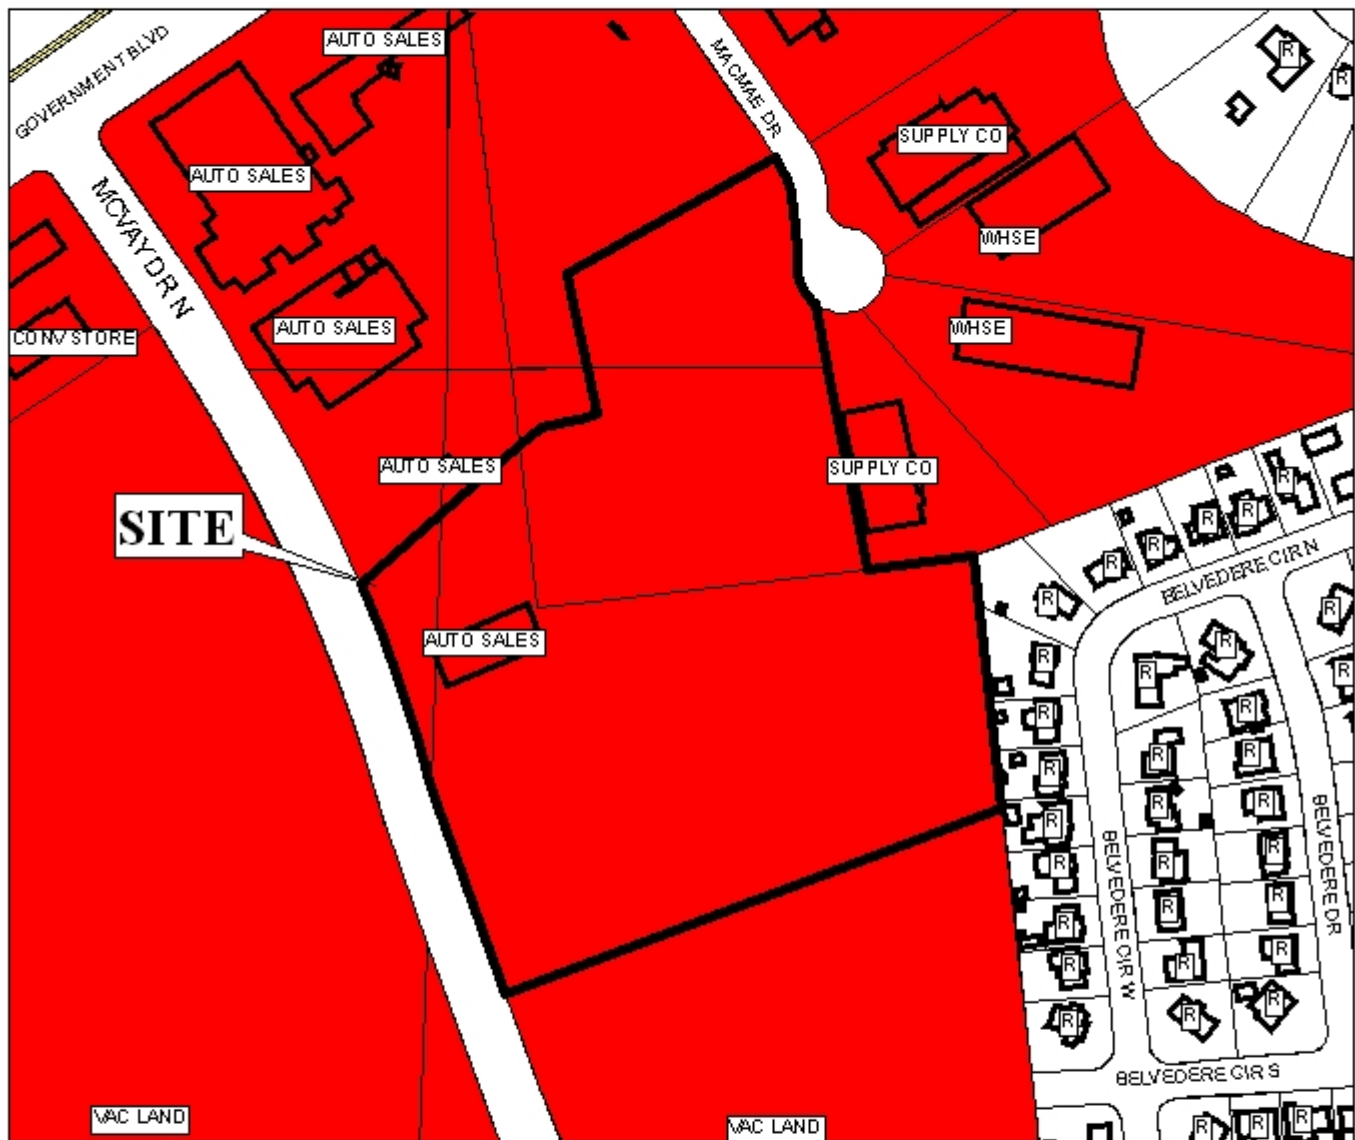 AUTO SALES
GOVERNMENT BLVD
MACMAE DR
R
R
SUPPLY CO
AUTO SALES
MCVAY DR N
WHSE
CONV STORE
AUTO SALES
WHSE
AUTO SALES
SUPPLY CO
SITE
R
R
R
R
R
BELVEDERE CIR N
R
R
AUTO SALES
R
R
R
R
R
R
R
R
R
R
R
R
R
BELVEDERE DR
R
R
R
BELVEDERE CIR W
R
R
R
R
R
R
R
R
R
BELVEDERE CIR S
VAC LAND
VAC LAND
R
R
R